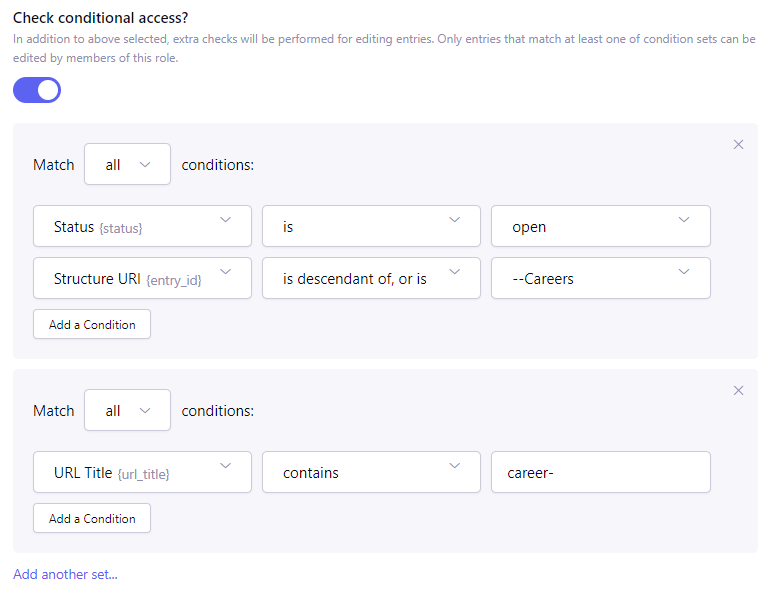 Check conditional access?
In addition to above selected, extra checks will be performed for editing entries. Only entries that match at least one of condition sets can be
edited by members of this role.
Match all conditions:
Status {status} is open
Structure URI {entry_id} is descendant of, or is --Careers
Add a Condition
Match all conditions:
URL Title {url_title} contains career-
Add a Condition
Add another set...